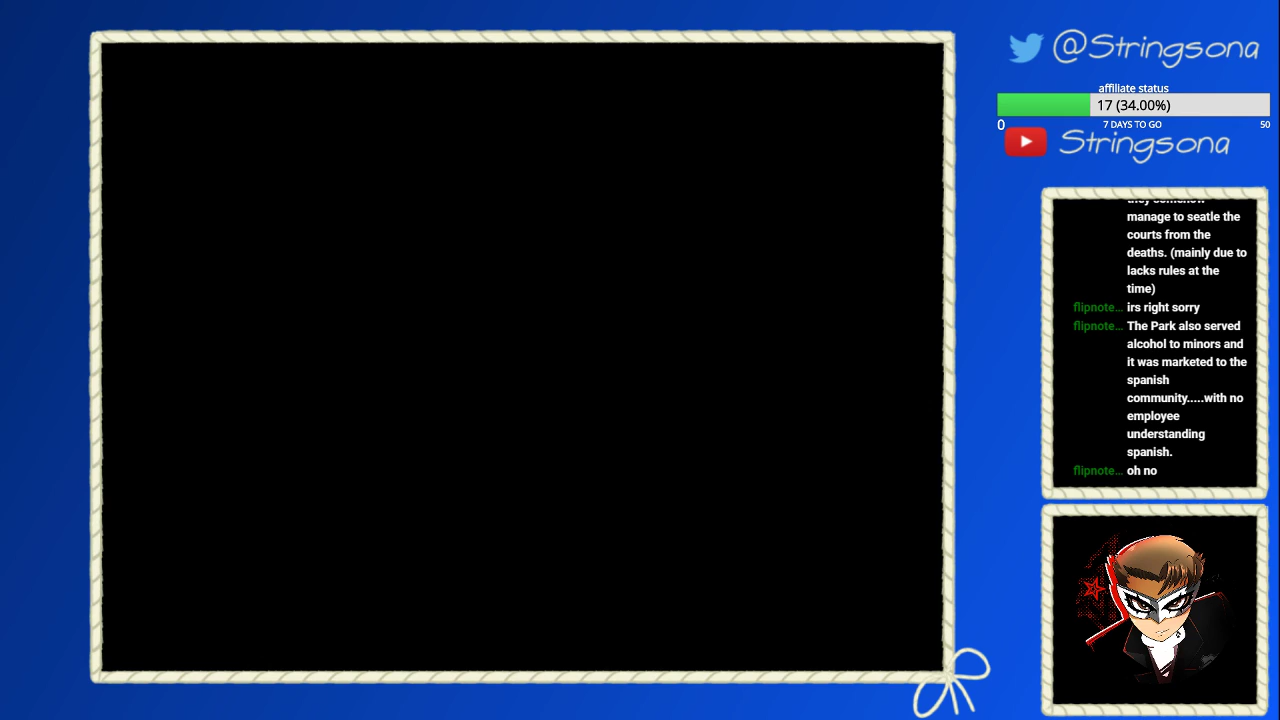 @Stringsona
affiliate status
17 (34.00%)
0
7 DAYS TO GO
50
Stringsona
they somehow
manage to seatle the
courts from the
deaths. (mainly due to
lacks rules at the
time)
flipnote… irs right sorry
flipnote… The Park also served
alcohol to minors and
it was marketed to the
spanish
community.....with no
employee
understanding
spanish.
flipnote… oh no